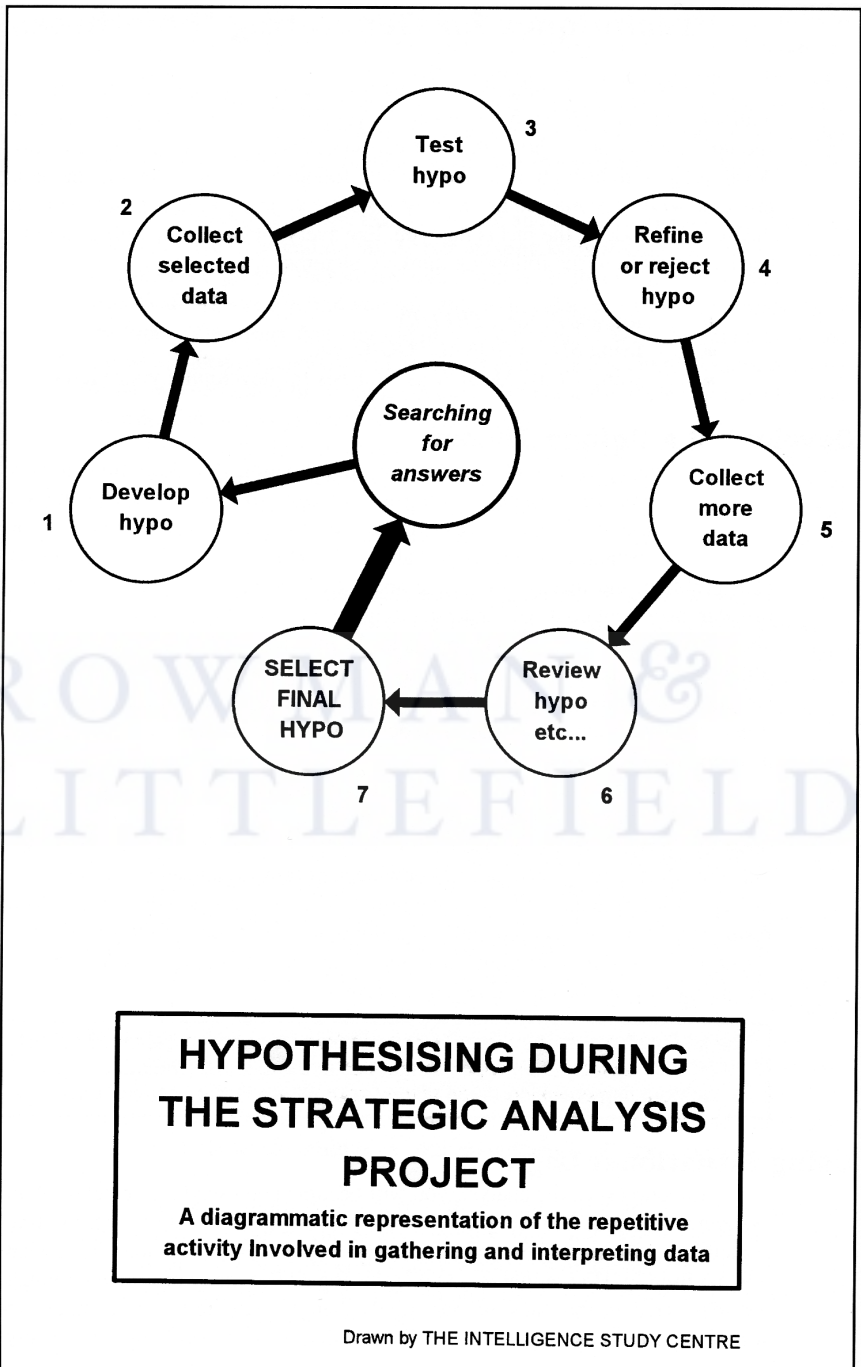 3
Test
hypo
2
Collect
selected
data
Refine
or reject
hypo
4
Searching
for
answers
1
Develop
hypo
Collect
more
data
5
SELECT
FINAL
HYPO
7
Review
hypo
etc...
6
ROWMAN &
LITTLEFIELD
HYPOTHESISING DURING
THE STRATEGIC ANALYSIS
PROJECT
A diagrammatic representation of the repetitive
activity Involved in gathering and interpreting data
Drawn by THE INTELLIGENCE STUDY CENTRE